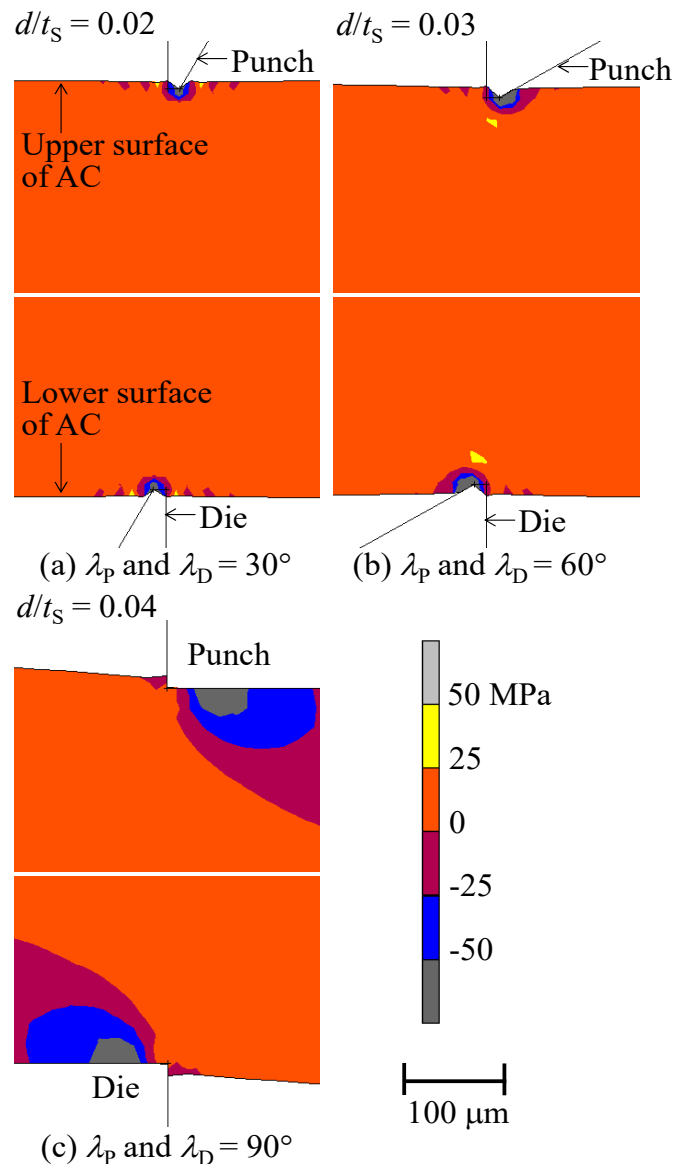 d/tS = 0.02
Punch
Upper surface
of AC
Lower surface
of AC
Die
(a) λP and λD = 30°
d/tS = 0.03
Punch
Die
(b) λP and λD = 60°
d/tS = 0.04
Punch
Die
(c) λP and λD = 90°
50 MPa
25
0
-25
-50
100 μm